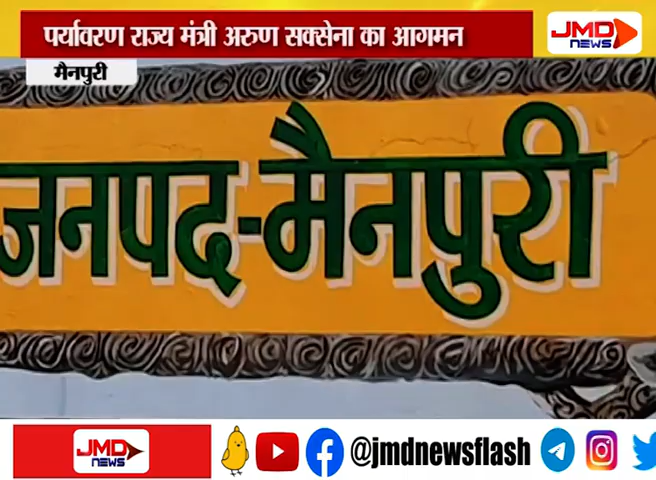 पर्यावरण राज्य मंत्री अरुण सक्सेना का आगमन
JMD
NEWS
मैनपुरी
जनपद-मैनपुरी
JMD
NEWS
@jmdnewsflash